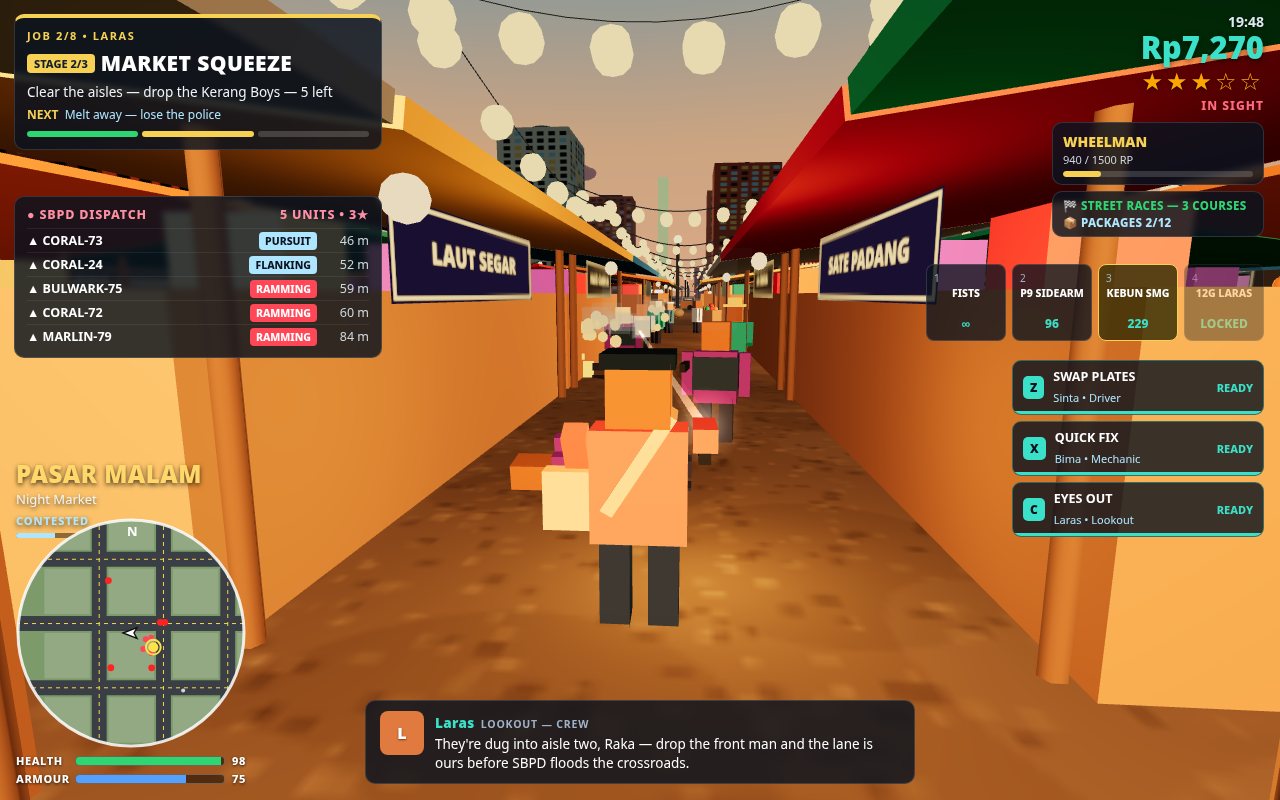 JOB 2/8 • LARAS
STAGE 2/3 MARKET SQUEEZE
Clear the aisles — drop the Kerang Boys — 5 left
NEXT Melt away — lose the police
● SBPD DISPATCH 5 UNITS • 3★
▲ CORAL-73 PURSUIT 46 m
▲ CORAL-24 FLANKING 52 m
▲ BULWARK-75 RAMMING 59 m
▲ CORAL-72 RAMMING 60 m
▲ MARLIN-79 RAMMING 84 m
19:48
Rp7,270
★★★☆☆
IN SIGHT
WHEELMAN
940 / 1500 RP
🏁 STREET RACES — 3 COURSES
📦 PACKAGES 2/12
LAUT SEGAR
SATE PADANG
1 FISTS ∞
2 P9 SIDEARM 96
3 KEBUN SMG 229
4 12G LARAS LOCKED
Z SWAP PLATES READY
Sinta • Driver
X QUICK FIX READY
Bima • Mechanic
C EYES OUT READY
Laras • Lookout
PASAR MALAM
Night Market
CONTESTED
N
HEALTH 98
ARMOUR 75
L
Laras LOOKOUT — CREW
They're dug into aisle two, Raka — drop the front man and the lane is
ours before SBPD floods the crossroads.